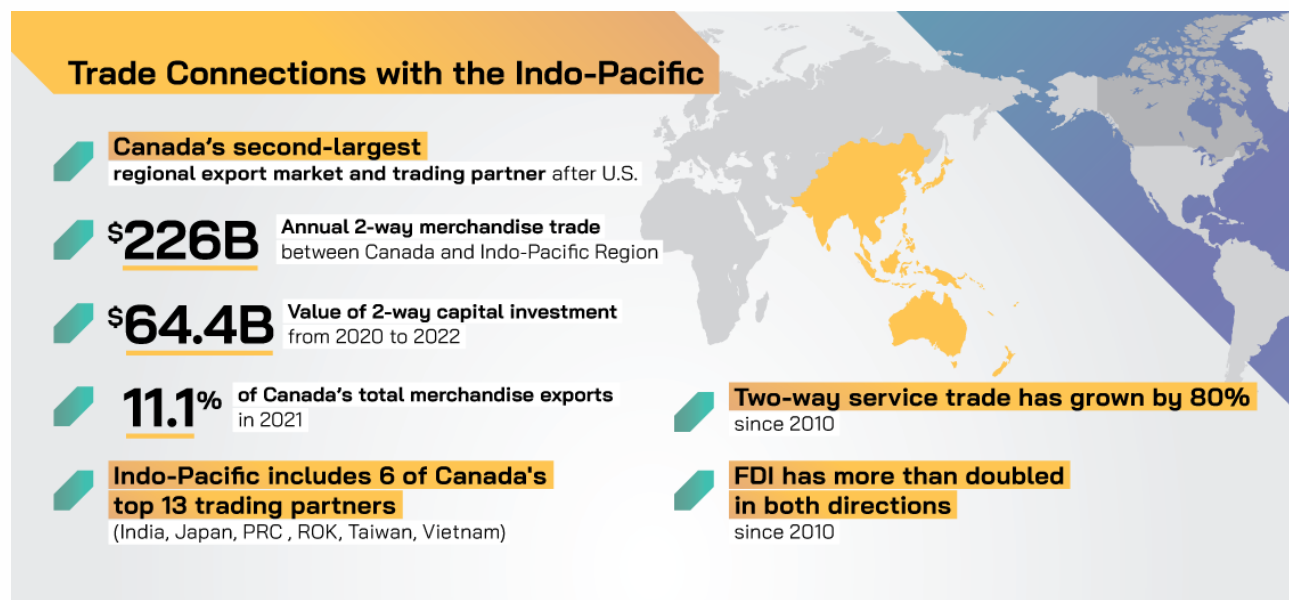 Trade Connections with the Indo-Pacific
Canada's second-largest
regional export market and trading partner after U.S.
$226B
Annual 2-way merchandise trade
between Canada and Indo-Pacific Region
$64.4B
Value of 2-way capital investment
from 2020 to 2022
11.1%
of Canada's total merchandise exports
in 2021
Indo-Pacific includes 6 of Canada's
top 13 trading partners
(India, Japan, PRC , ROK, Taiwan, Vietnam)
Two-way service trade has grown by 80%
since 2010
FDI has more than doubled
in both directions
since 2010